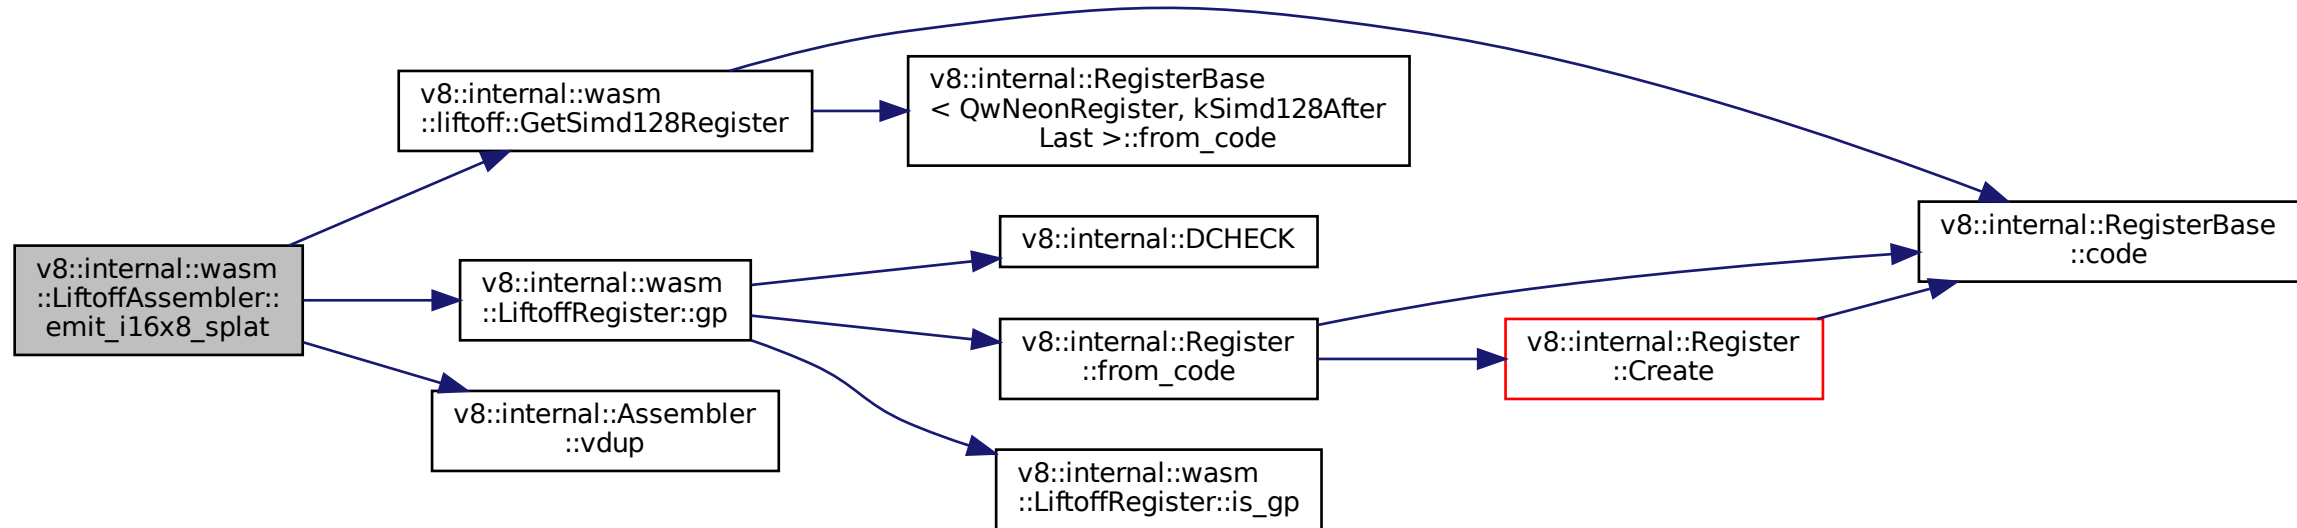 v8::internal::wasm
::LiftoffAssembler::
emit_i16x8_splat
v8::internal::wasm
::liftoff::GetSimd128Register
v8::internal::RegisterBase
< QwNeonRegister, kSimd128After
Last >::from_code
v8::internal::RegisterBase
::code
v8::internal::wasm
::LiftoffRegister::gp
v8::internal::DCHECK
v8::internal::Register
::from_code
v8::internal::Register
::Create
v8::internal::wasm
::LiftoffRegister::is_gp
v8::internal::Assembler
::vdup